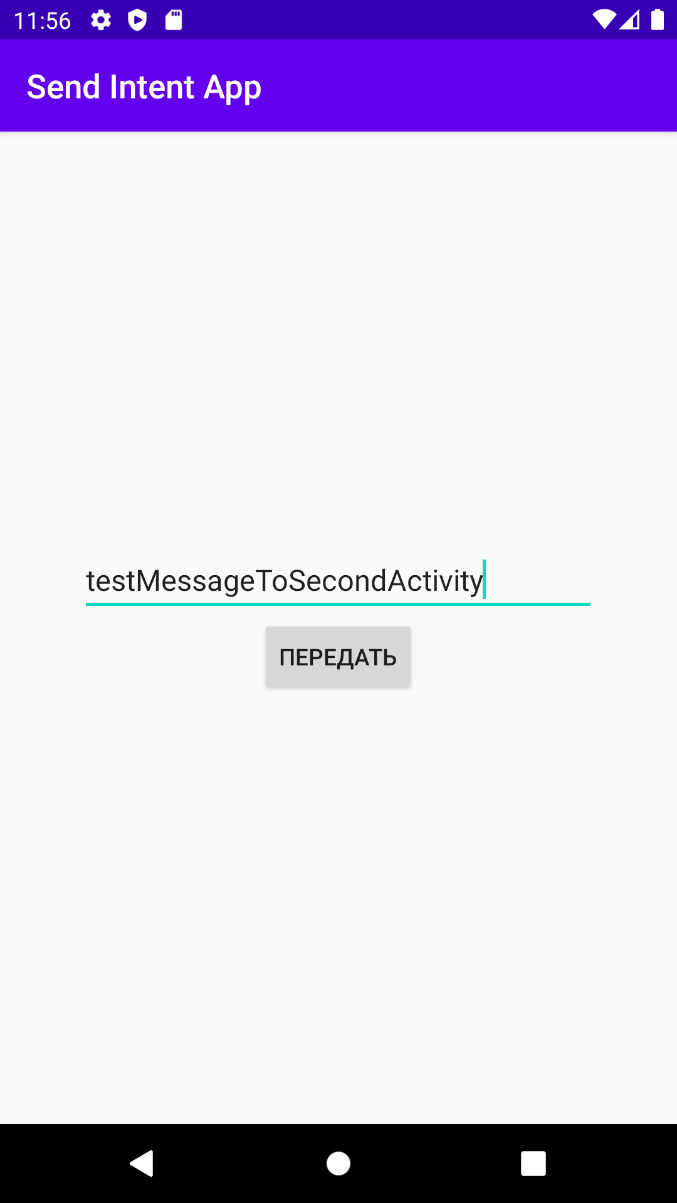 11:56
Send Intent App
testMessageToSecondActivity
ПЕРЕДАТЬ